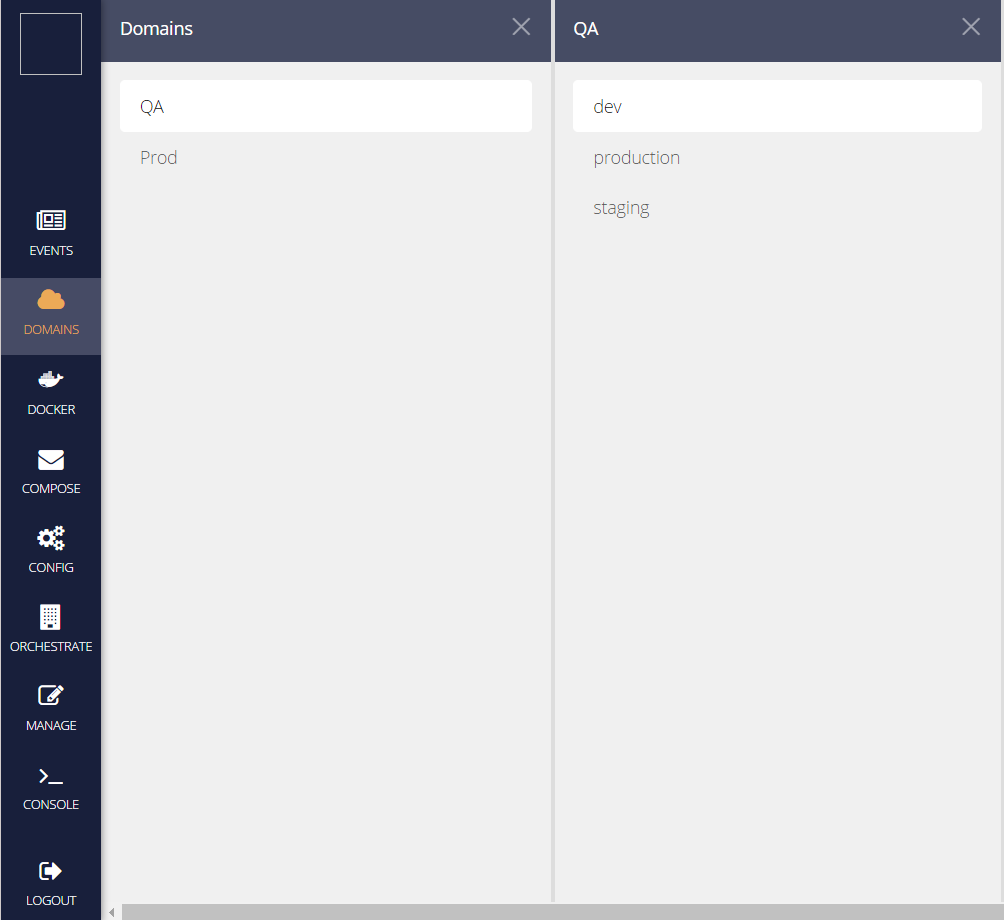 Domains
QA
QA
Prod
dev
production
staging
EVENTS
DOMAINS
DOCKER
COMPOSE
CONFIG
ORCHESTRATE
MANAGE
CONSOLE
LOGOUT